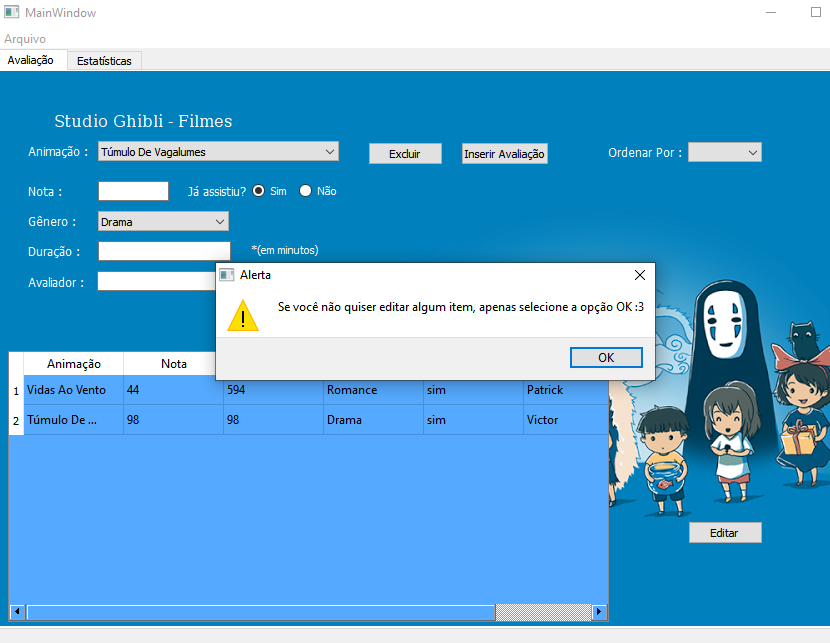 MainWindow
Arquivo
Avaliação Estatísticas
Studio Ghibli - Filmes
Animação : Túmulo De Vagalumes Excluir Inserir Avaliação Ordenar Por :
Nota : Já assistiu? Sim Não
Gênero : Drama
Duração : *(em minutos)
Avaliador :
Alerta
Se você não quiser editar algum item, apenas selecione a opção OK :3
OK
Animação Nota
1 Vidas Ao Vento 44 594 Romance sim Patrick
2 Túmulo De ... 98 98 Drama sim Victor
Editar